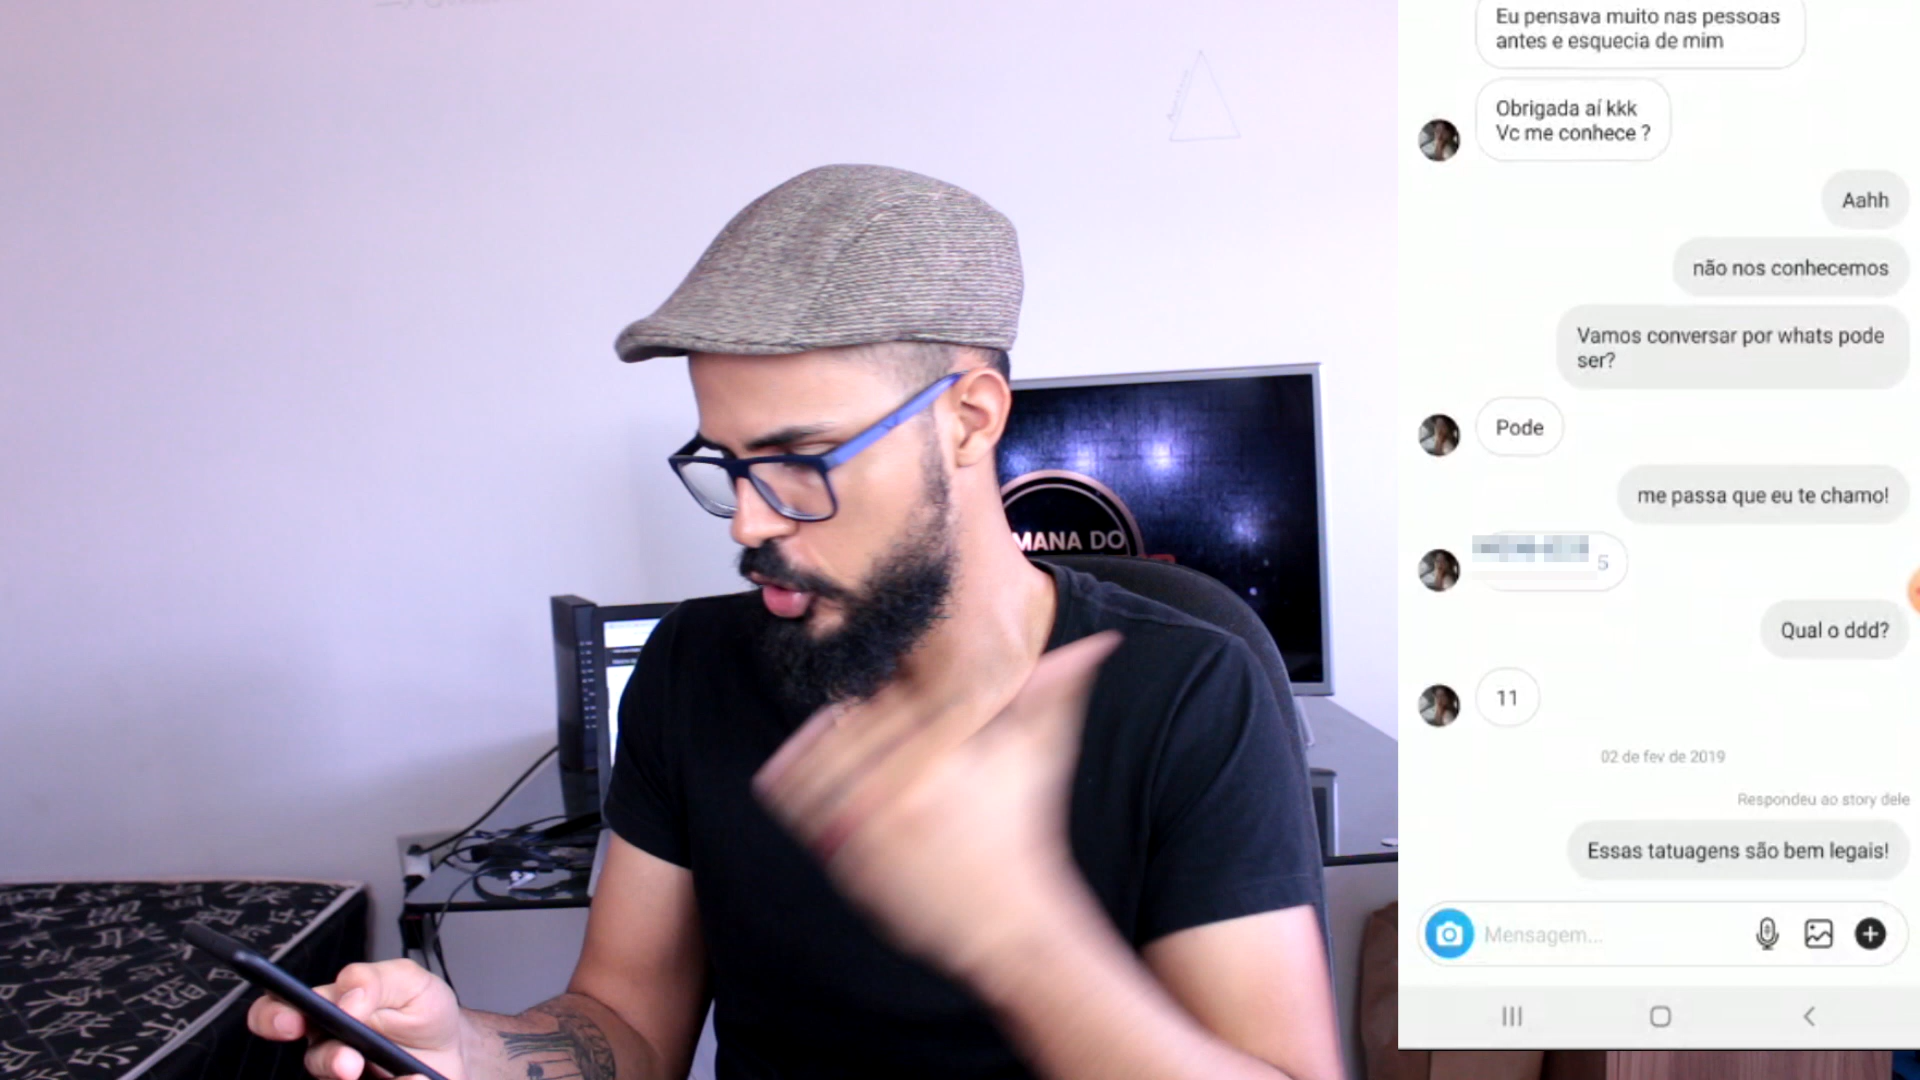 Eu pensava muito nas pessoas
antes e esquecia de mim
Obrigada aí kkk
Vc me conhece ?
Aahh
não nos conhecemos
Vamos conversar por whats pode
ser?
Pode
me passa que eu te chamo!
5
Qual o ddd?
11
02 de fev de 2019
Respondeu ao story dele
Essas tatuagens são bem legais!
Mensagem...
MANA DO